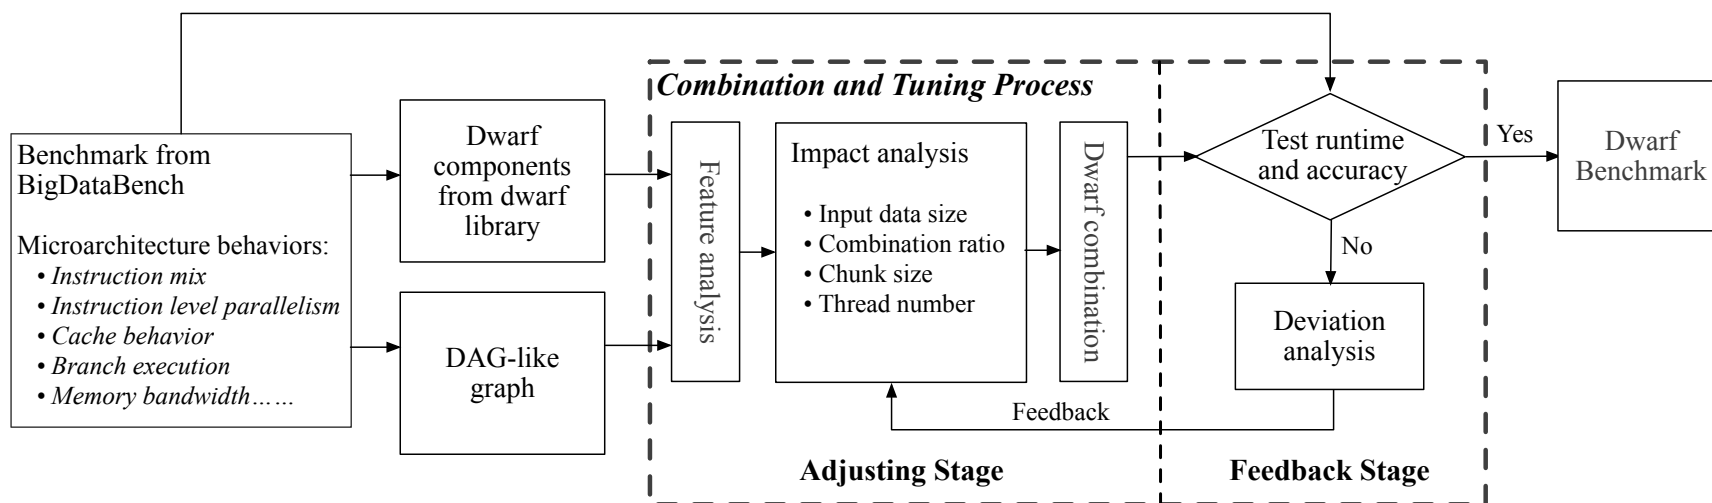 Benchmark from
BigDataBench
Microarchitecture behaviors:
• Instruction mix
• Instruction level parallelism
• Cache behavior
• Branch execution
• Memory bandwidth……
Dwarf
components
from dwarf
library
DAG-like
graph
Combination and Tuning Process
Feature analysis
Impact analysis
• Input data size
• Combination ratio
• Chunk size
• Thread number
Dwarf combination
Feedback
Adjusting Stage
Test runtime
and accuracy
Yes
No
Deviation
analysis
Feedback Stage
Dwarf
Benchmark